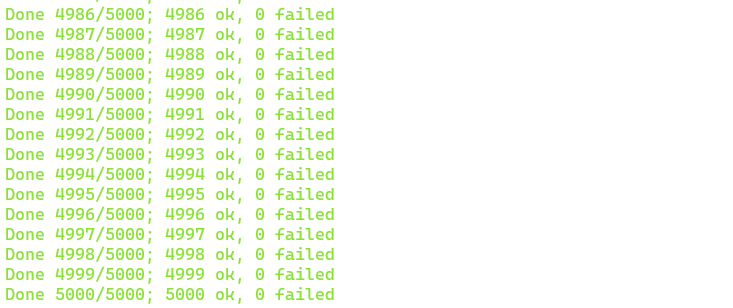 Done 4986/5000; 4986 ok, 0 failed
Done 4987/5000; 4987 ok, 0 failed
Done 4988/5000; 4988 ok, 0 failed
Done 4989/5000; 4989 ok, 0 failed
Done 4990/5000; 4990 ok, 0 failed
Done 4991/5000; 4991 ok, 0 failed
Done 4992/5000; 4992 ok, 0 failed
Done 4993/5000; 4993 ok, 0 failed
Done 4994/5000; 4994 ok, 0 failed
Done 4995/5000; 4995 ok, 0 failed
Done 4996/5000; 4996 ok, 0 failed
Done 4997/5000; 4997 ok, 0 failed
Done 4998/5000; 4998 ok, 0 failed
Done 4999/5000; 4999 ok, 0 failed
Done 5000/5000; 5000 ok, 0 failed